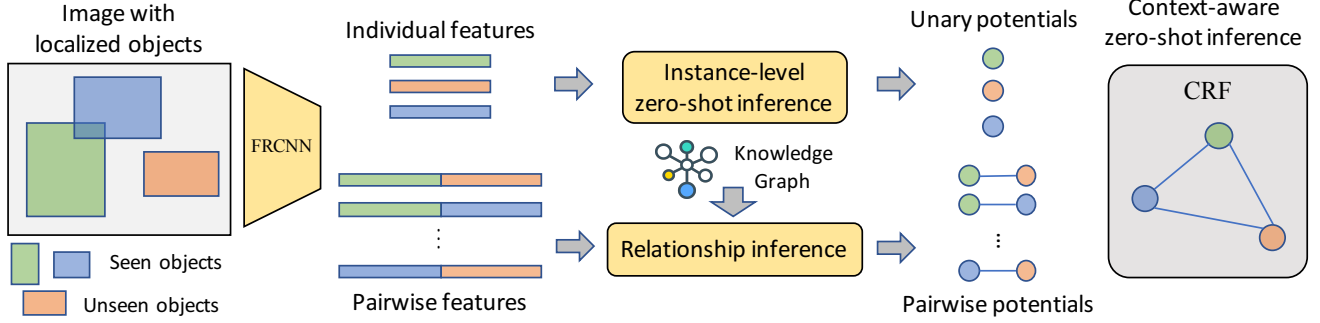 Image with
localized objects
FRCNN
Seen objects
Unseen objects
Individual features
Pairwise features
Instance-level
zero-shot inference
Knowledge
Graph
Relationship inference
Unary potentials
Pairwise potentials
Context-aware
zero-shot inference
CRF